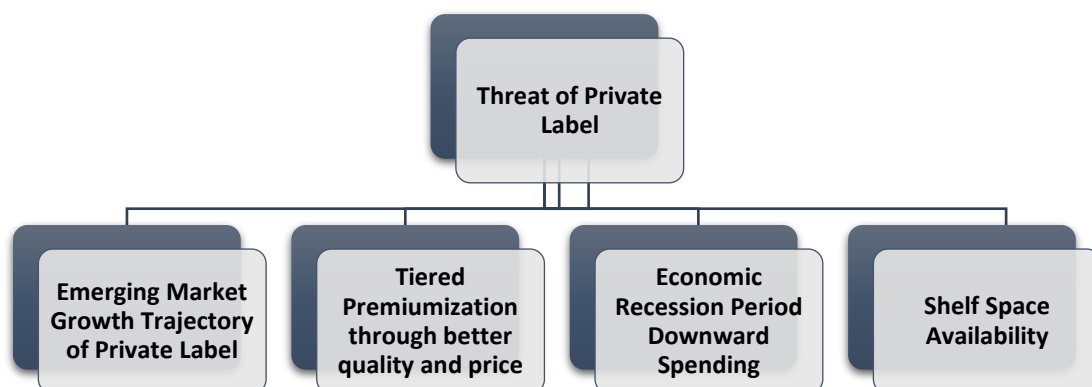 Threat of Private
Label
Emerging Market
Growth Trajectory
of Private Label
Tiered
Premiumization
through better
quality and price
Economic
Recession Period
Downward
Spending
Shelf Space
Availability